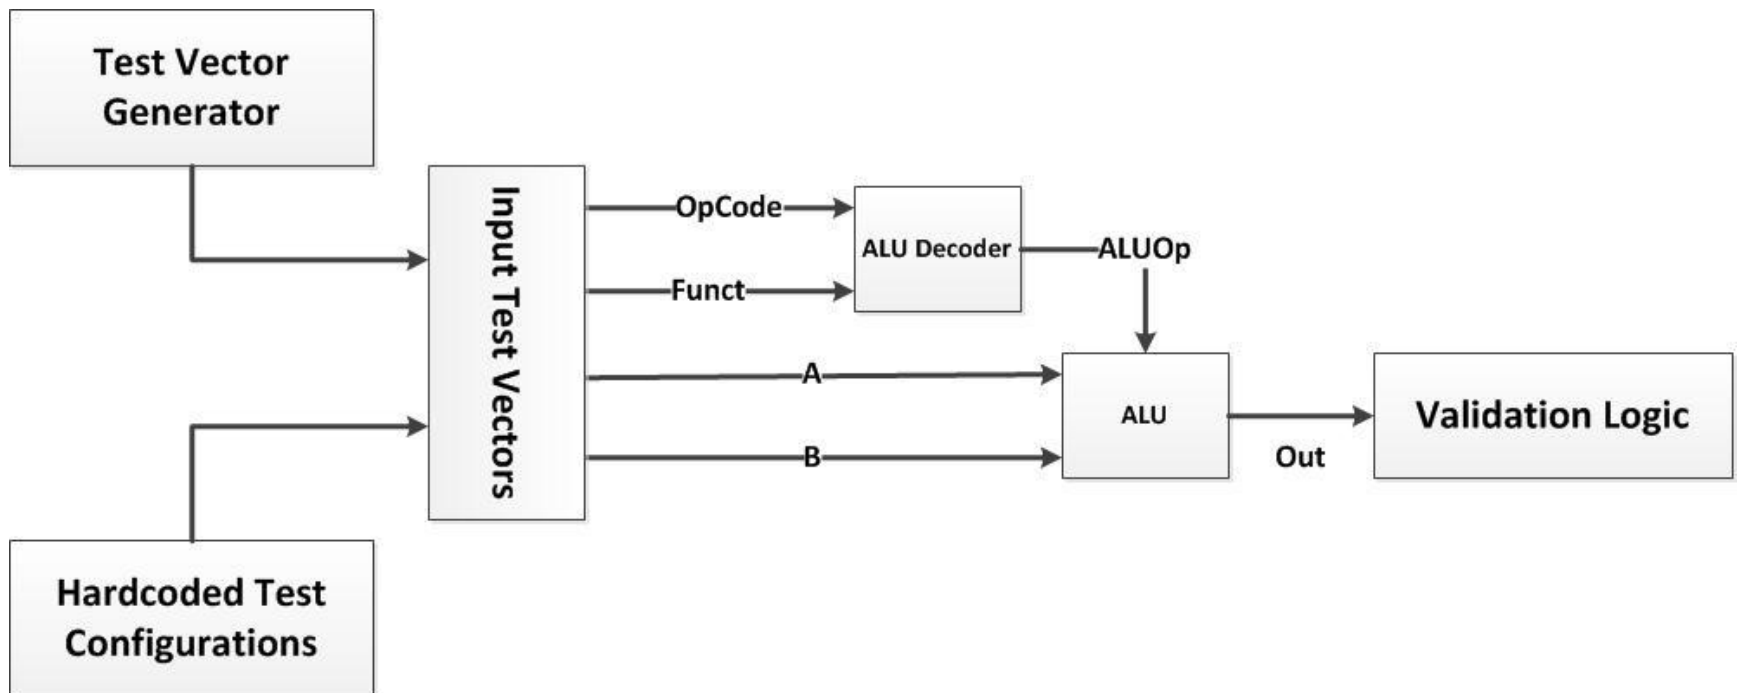 Test Vector
Generator
Input Test Vectors
OpCode
ALU Decoder
ALUOp
Funct
A
ALU
Validation Logic
B
Out
Hardcoded Test
Configurations